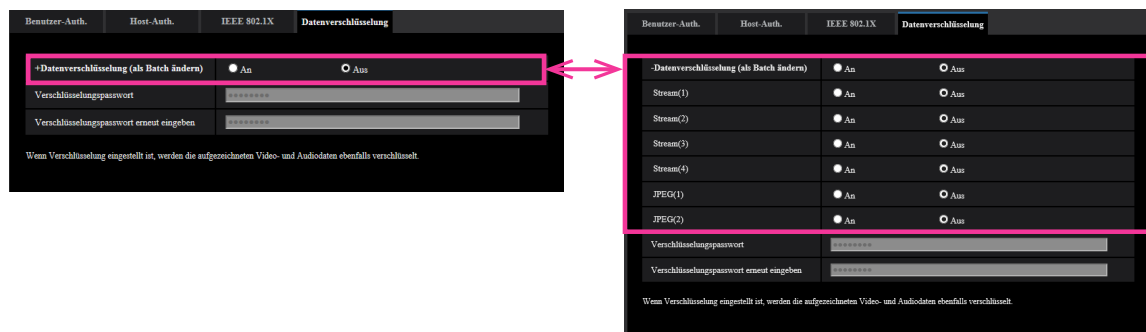 Benutzer-Auth. Host-Auth. IEEE 802.1X Datenverschlüsselung
+Datenverschlüsselung (als Batch ändern) An Aus
Verschlüsselungspasswort ••••••••
Verschlüsselungspasswort erneut eingeben ••••••••
Wenn Verschlüsselung eingestellt ist, werden die aufgezeichneten Video- und Audiodaten ebenfalls verschlüsselt.
Benutzer-Auth. Host-Auth. IEEE 802.1X Datenverschlüsselung
-Datenverschlüsselung (als Batch ändern) An Aus
Stream(1) An Aus
Stream(2) An Aus
Stream(3) An Aus
Stream(4) An Aus
JPEG(1) An Aus
JPEG(2) An Aus
Verschlüsselungspasswort ••••••••
Verschlüsselungspasswort erneut eingeben ••••••••
Wenn Verschlüsselung eingestellt ist, werden die aufgezeichneten Video- und Audiodaten ebenfalls verschlüsselt.